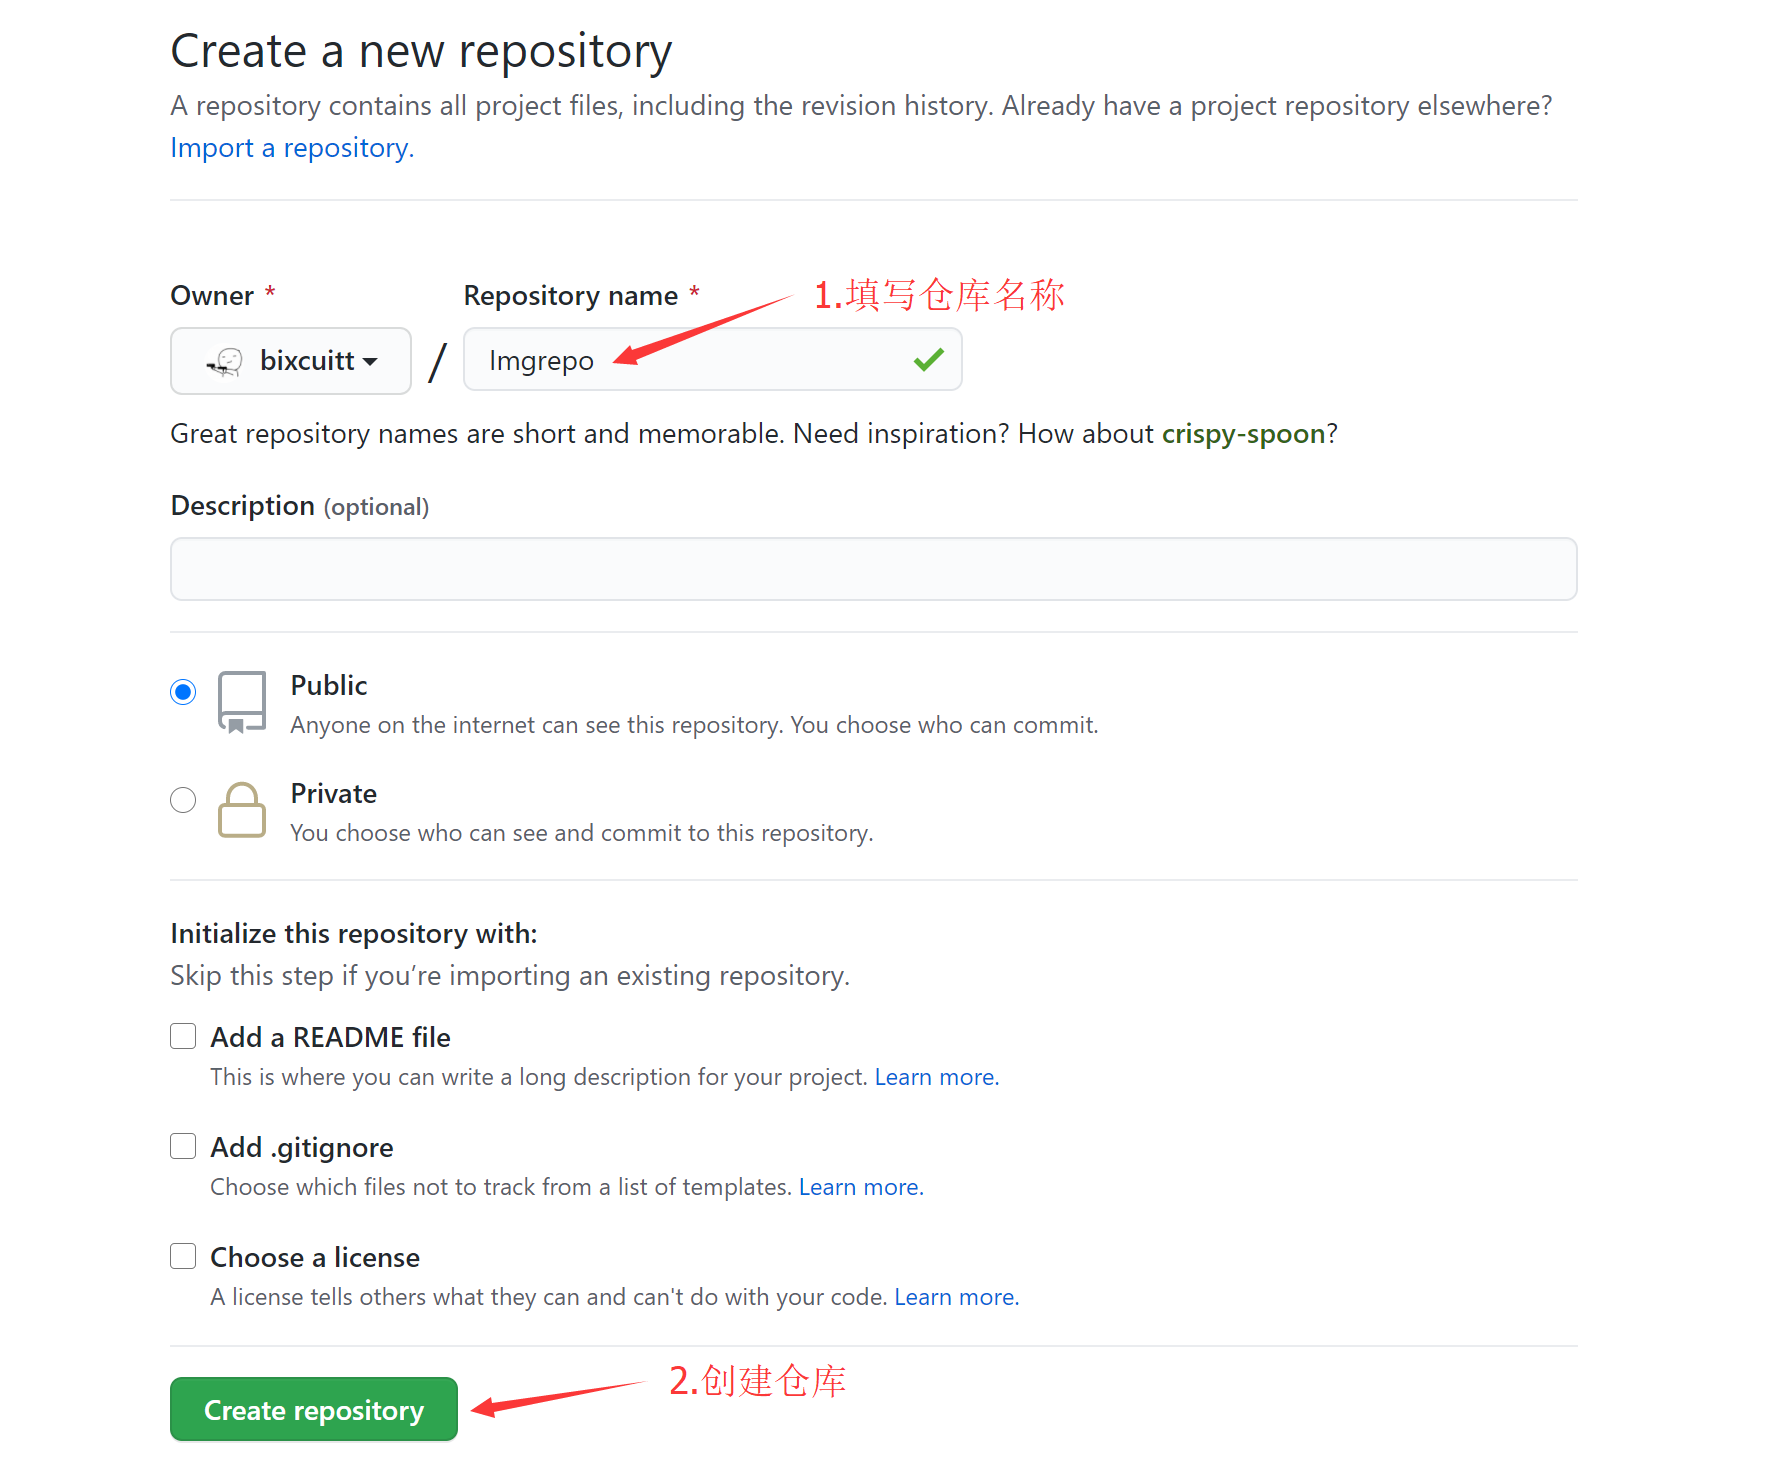 Create a new repository
A repository contains all project files, including the revision history. Already have a project repository elsewhere?
Import a repository.
Owner *
Repository name *
1.填写仓库名称
bixcuitt
/
Imgrepo
Great repository names are short and memorable. Need inspiration? How about crispy-spoon?
Description (optional)
Public
Anyone on the internet can see this repository. You choose who can commit.
Private
You choose who can see and commit to this repository.
Initialize this repository with:
Skip this step if you’re importing an existing repository.
Add a README file
This is where you can write a long description for your project. Learn more.
Add .gitignore
Choose which files not to track from a list of templates. Learn more.
Choose a license
A license tells others what they can and can't do with your code. Learn more.
2.创建仓库
Create repository